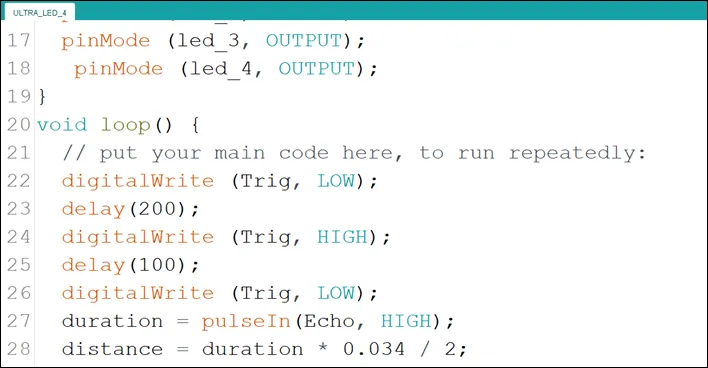 ULTRA_LED_4
17 pinMode (led_3, OUTPUT);
18 pinMode (led_4, OUTPUT);
19 }
20 void loop() {
21 // put your main code here, to run repeatedly:
22 digitalWrite (Trig, LOW);
23 delay(200);
24 digitalWrite (Trig, HIGH);
25 delay(100);
26 digitalWrite (Trig, LOW);
27 duration = pulseIn(Echo, HIGH);
28 distance = duration * 0.034 / 2;